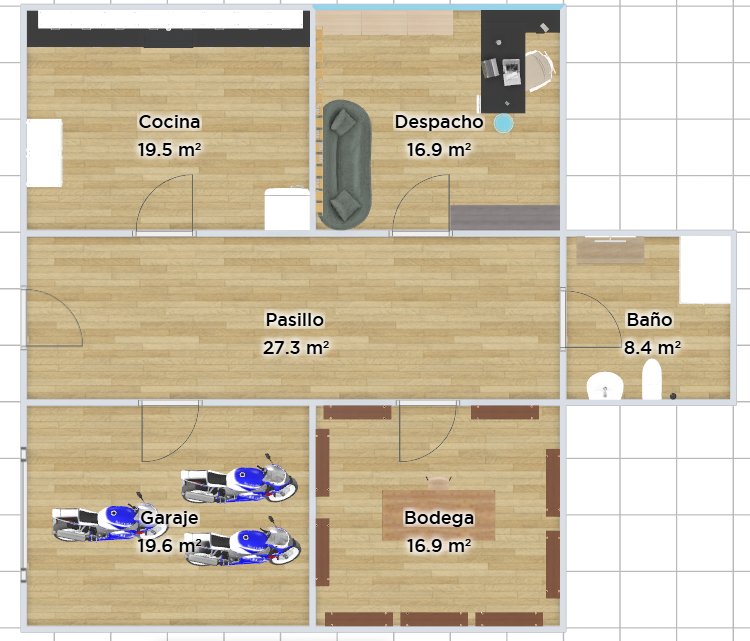 Cocina
19.5 m²
Despacho
16.9 m²
Pasillo
27.3 m²
Baño
8.4 m²
Garaje
19.6 m²
Bodega
16.9 m²